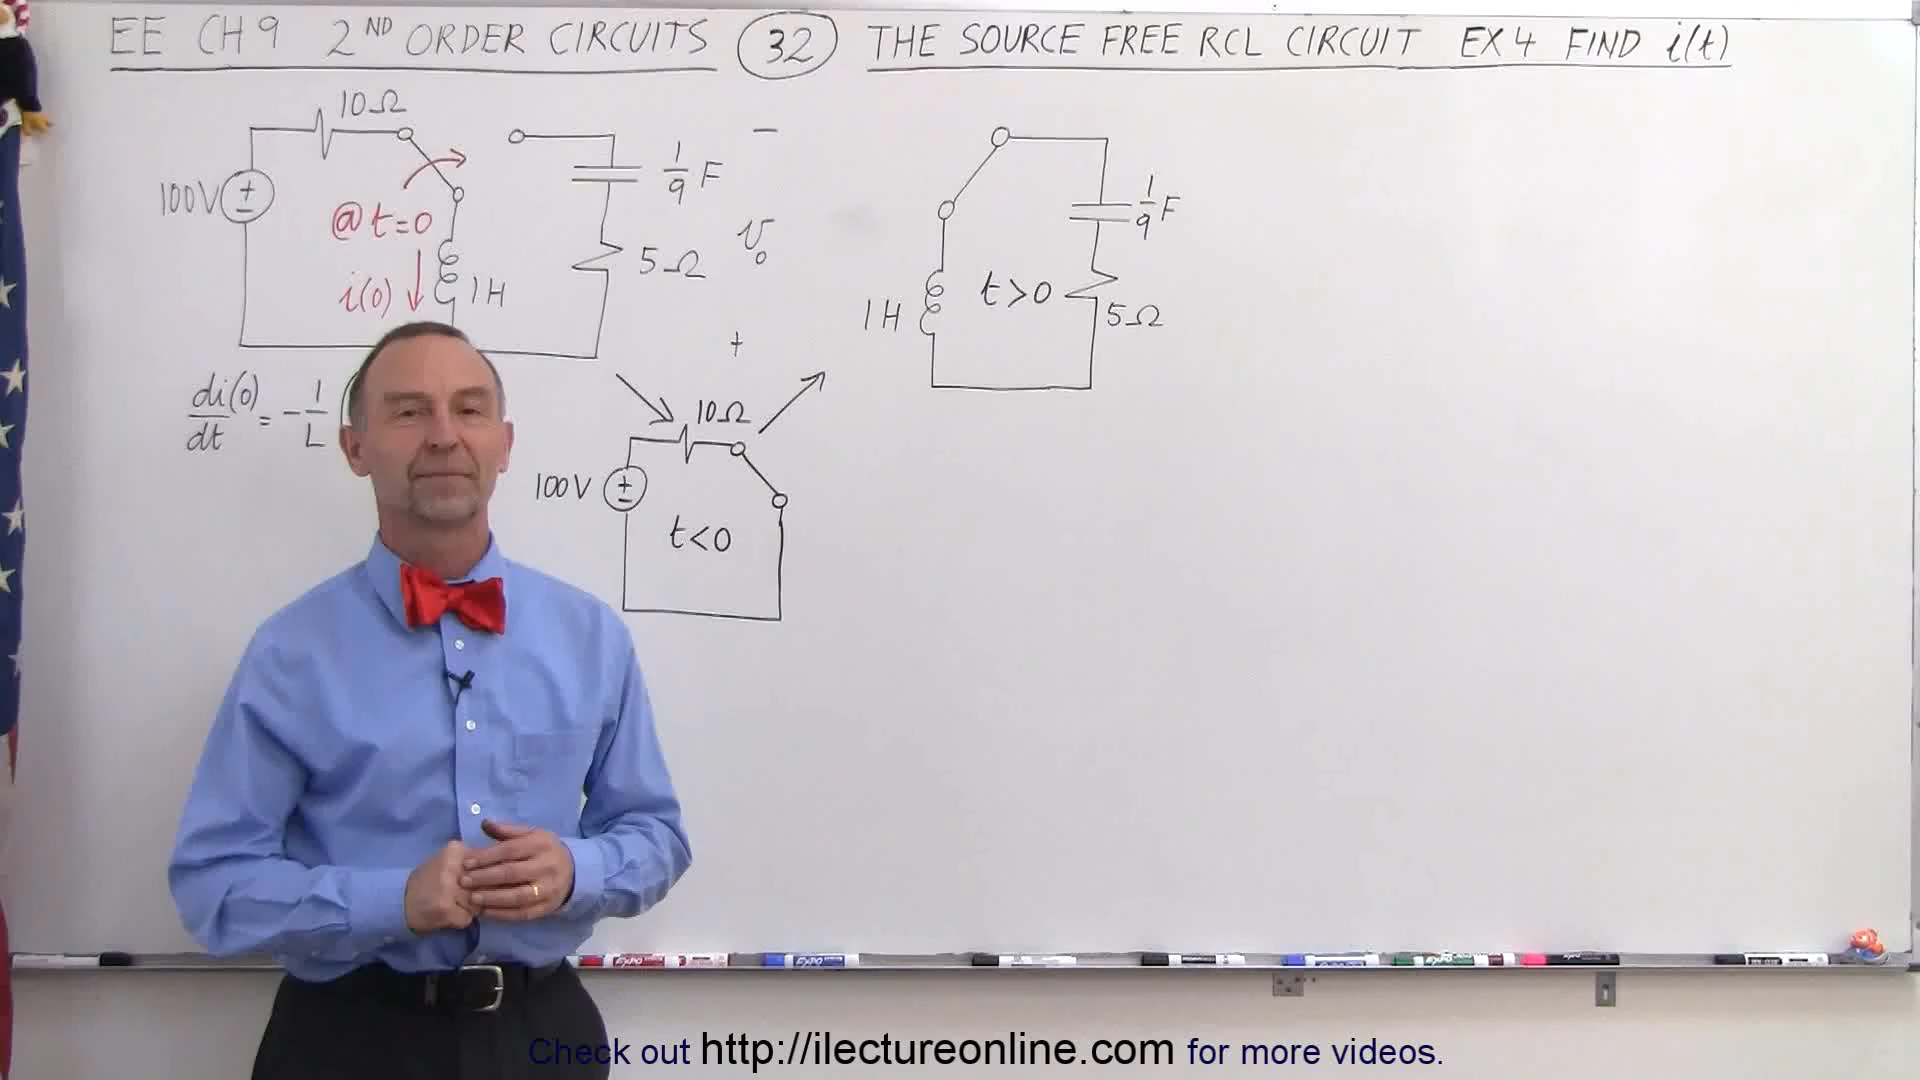 EE CH 9 2ND ORDER CIRCUITS 32 THE SOURCE FREE RCL CIRCUIT EX 4 FIND i(t)
10Ω
100V
+
−
@ t=0
i(0)
1H
1/9 F
5Ω
−
v₀
+
di(0)/dt = -1/L (
10Ω
100V
+
−
t<0
1/9 F
1H
t>0
5Ω
Check out http://ilectureonline.com for more videos.